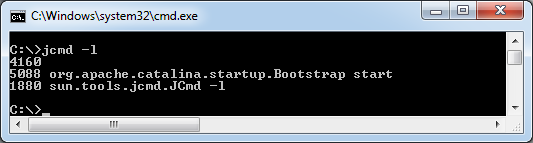 C:\Windows\system32\cmd.exe
C:\>jcmd -l
4160
5088 org.apache.catalina.startup.Bootstrap start
1880 sun.tools.jcmd.JCmd -l
C:\>_